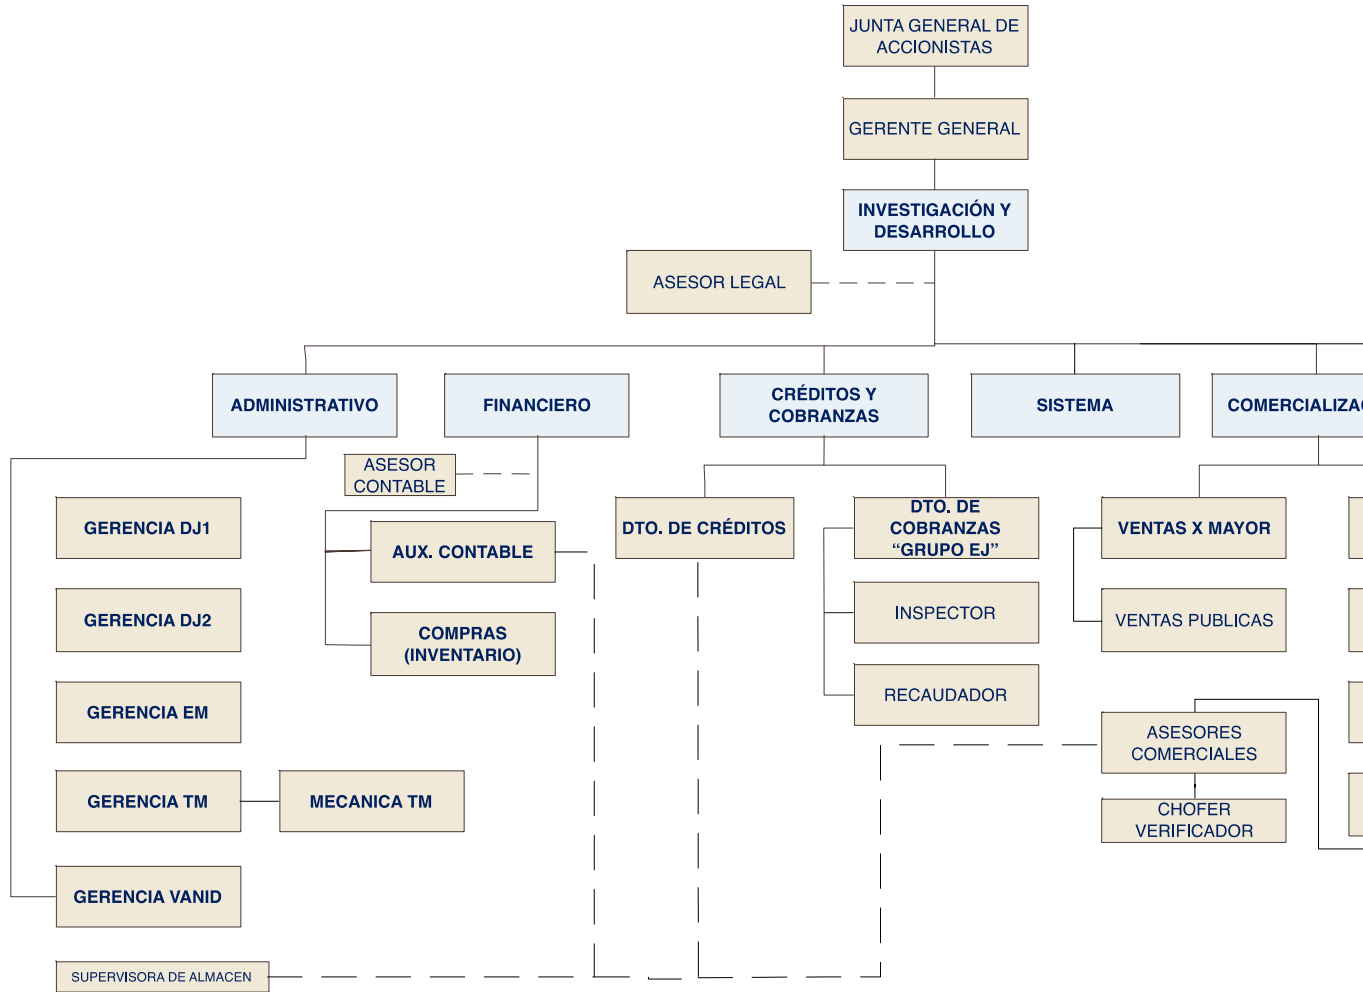 JUNTA GENERAL DE
ACCIONISTAS
GERENTE GENERAL
INVESTIGACIÓN Y
DESARROLLO
ASESOR LEGAL
ADMINISTRATIVO
FINANCIERO
CRÉDITOS Y
COBRANZAS
SISTEMA
COMERCIALIZAC
ASESOR
CONTABLE
GERENCIA DJ1
AUX. CONTABLE
DTO. DE CRÉDITOS
DTO. DE
COBRANZAS
“GRUPO EJ”
VENTAS X MAYOR
GERENCIA DJ2
COMPRAS
(INVENTARIO)
INSPECTOR
VENTAS PUBLICAS
GERENCIA EM
RECAUDADOR
ASESORES
COMERCIALES
GERENCIA TM
MECANICA TM
CHOFER
VERIFICADOR
GERENCIA VANID
SUPERVISORA DE ALMACEN